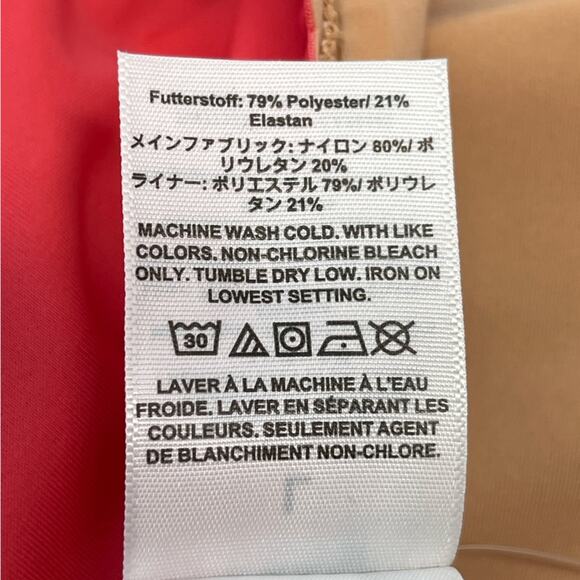 Futterstoff: 79% Polyester/ 21%
Elastan
メインファブリック: ナイロン 80%/ ポ
リウレタン 20%
ライナー: ポリエステル 79%/ ポリウレ
タン 21%
MACHINE WASH COLD. WITH LIKE
COLORS. NON-CHLORINE BLEACH
ONLY. TUMBLE DRY LOW. IRON ON
LOWEST SETTING.
30
LAVER À LA MACHINE À L'EAU
FROIDE. LAVER EN SÉPARANT LES
COULEURS. SEULEMENT AGENT
DE BLANCHIMENT NON-CHLORE.